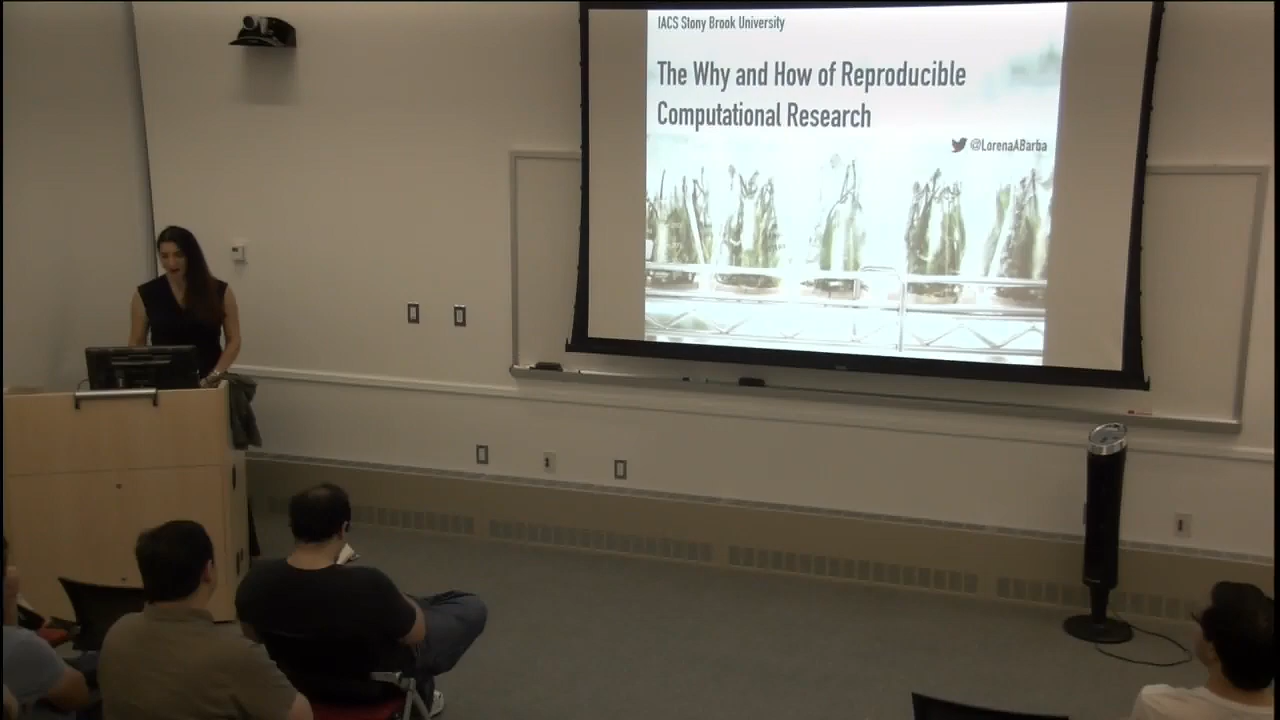 IACS Stony Brook University
The Why and How of Reproducible
Computational Research
@LorenaABarba